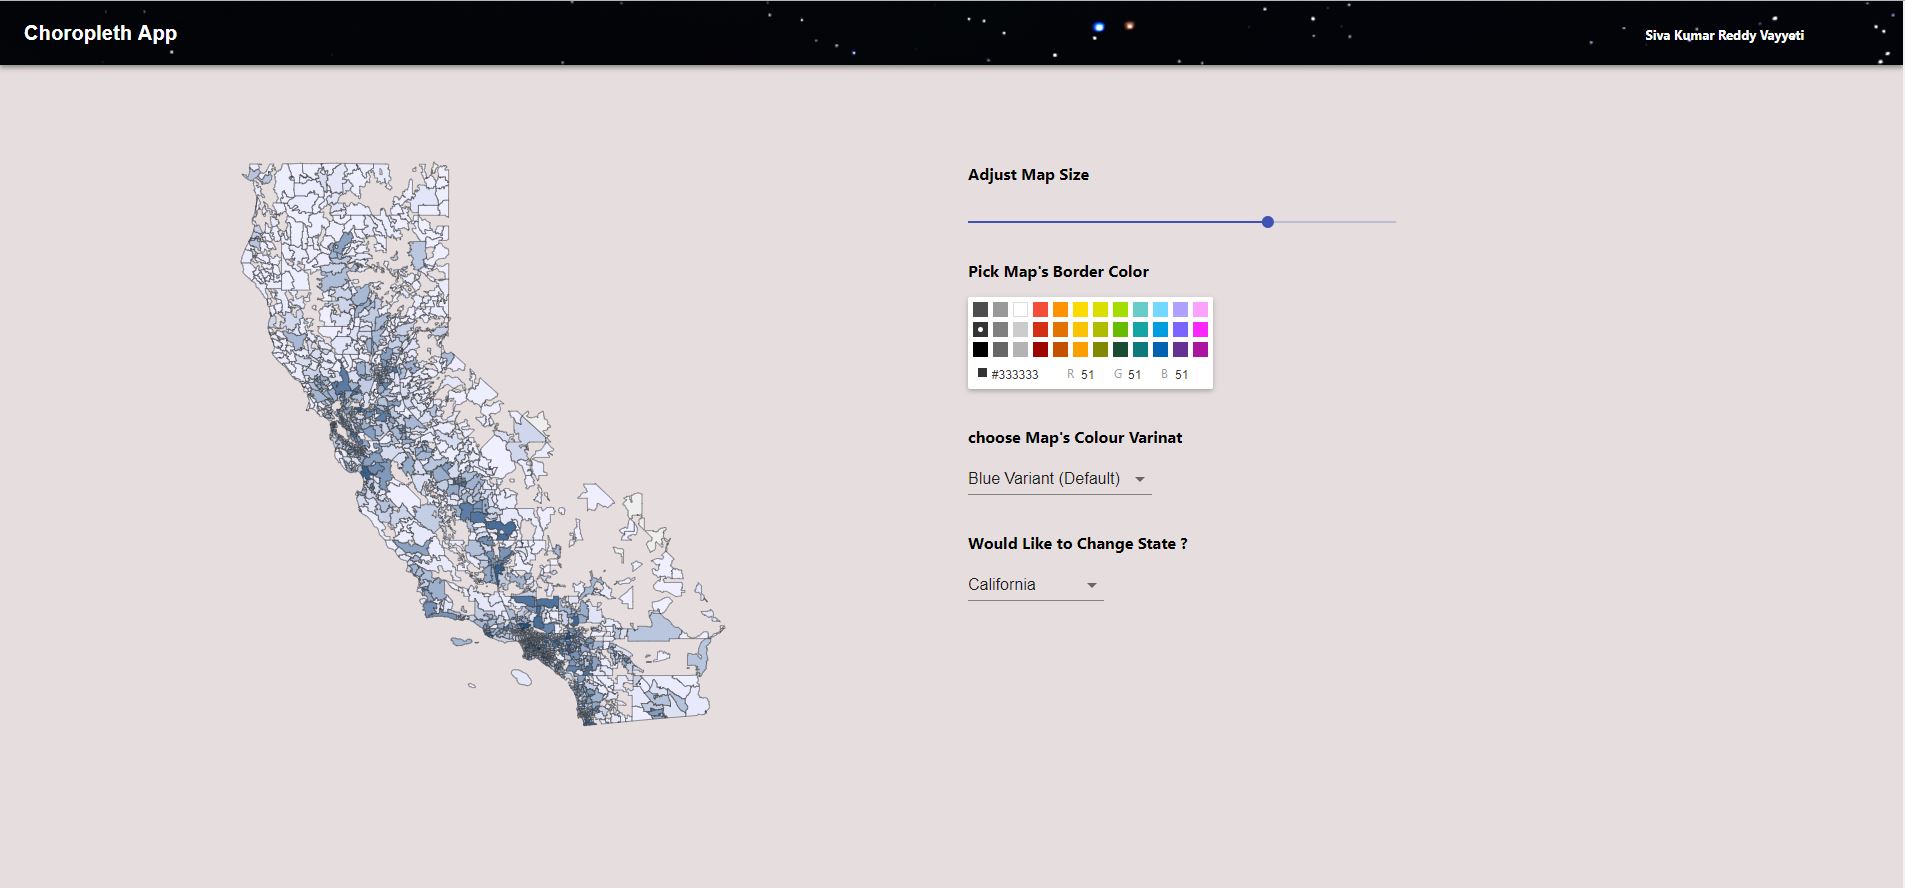 Choropleth App
Siva Kumar Reddy Vayyeti
Adjust Map Size
Pick Map's Border Color
#333333 R 51 G 51 B 51
choose Map's Colour Varinat
Blue Variant (Default)
Would Like to Change State ?
California